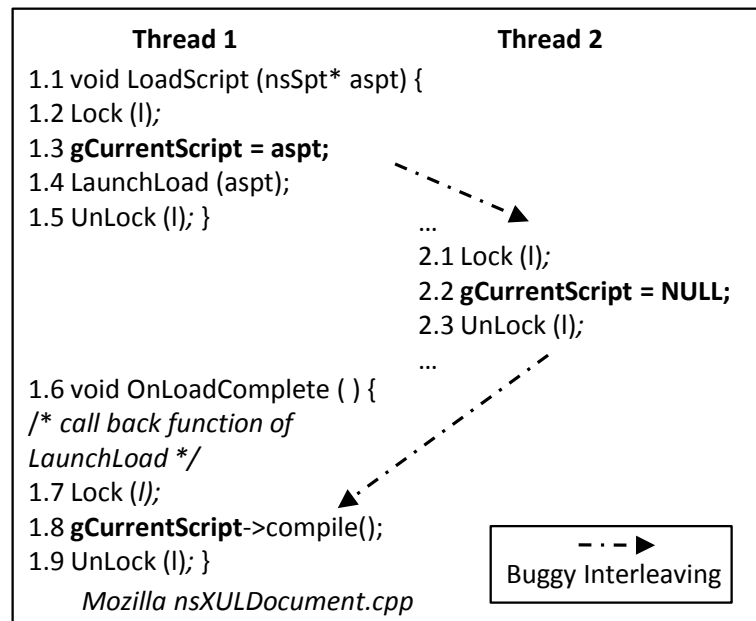 Thread 1
Thread 2
1.1 void LoadScript (nsSpt* aspt) {
1.2 Lock (l);
1.3 gCurrentScript = aspt;
1.4 LaunchLoad (aspt);
1.5 UnLock (l); }
...
2.1 Lock (l);
2.2 gCurrentScript = NULL;
2.3 UnLock (l);
...
1.6 void OnLoadComplete ( ) {
/* call back function of
LaunchLoad */
1.7 Lock (l);
1.8 gCurrentScript->compile();
1.9 UnLock (l); }
Buggy Interleaving
Mozilla nsXULDocument.cpp